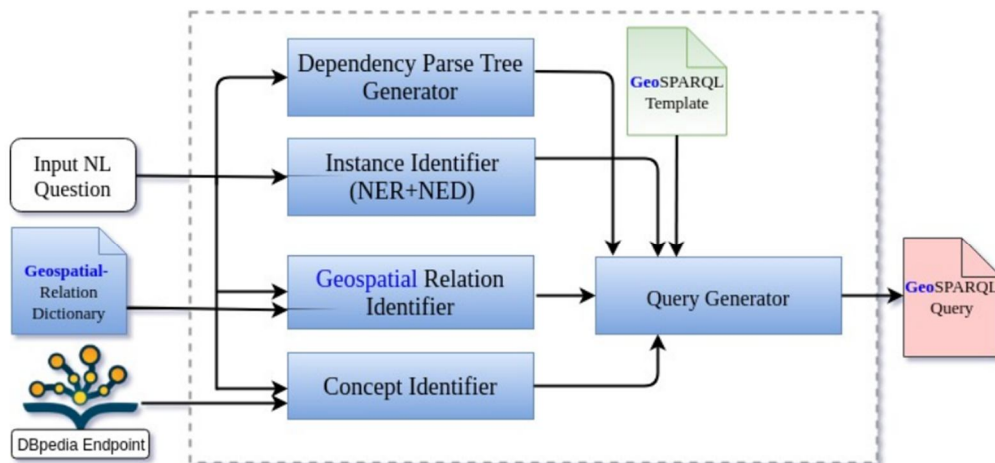 Dependency Parse Tree
Generator
GeoSPARQL
Template
Input NL
Question
Instance Identifier
(NER+NED)
Geospatial-
Relation
Dictionary
Geospatial Relation
Identifier
Query Generator
GeoSPARQL
Query
Concept Identifier
DBpedia Endpoint